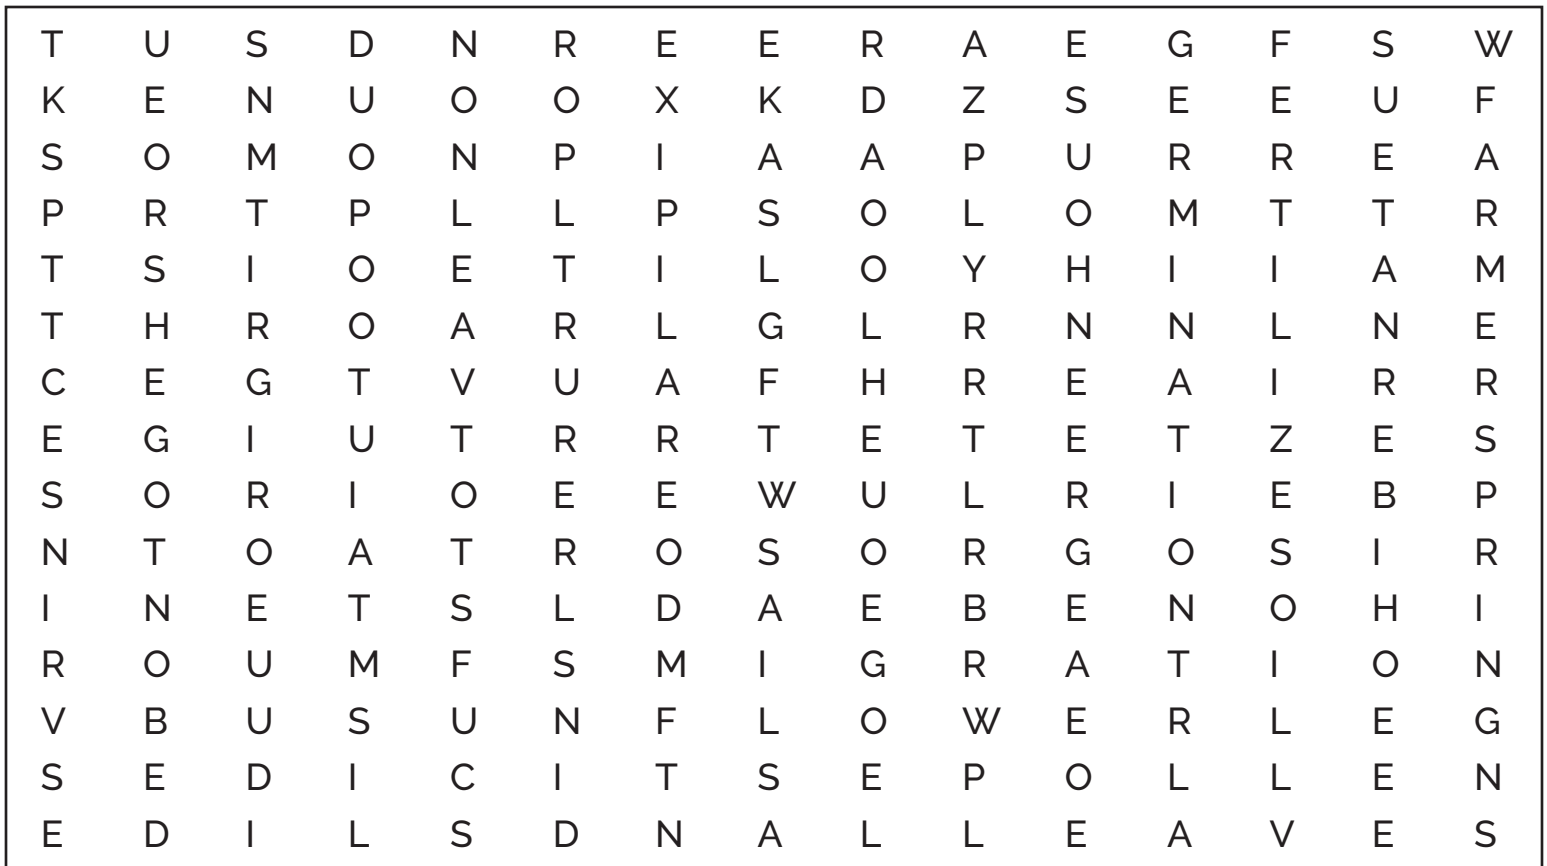 T U S D N R E E R A E G F S W
K E N U O O X K D Z S E E U F
S O M O N P I A A P U R R E A
P R T P L L P S O L O M T T R
T S I O E T I L O Y H I I A M
T H R O A R L G L R N N L N E
C E G T V U A F H R E A I R R
E G I U T R R T E T E T Z E S
S O R I O E E W U L R I E B P
N T O A T R O S O R G O S I R
I N E T S L D A E B E N O H I
R O U M F S M I G R A T I O N
V B U S U N F L O W E R L E G
S E D I C I T S E P O L L E N
E D I L S D N A L L E A V E S